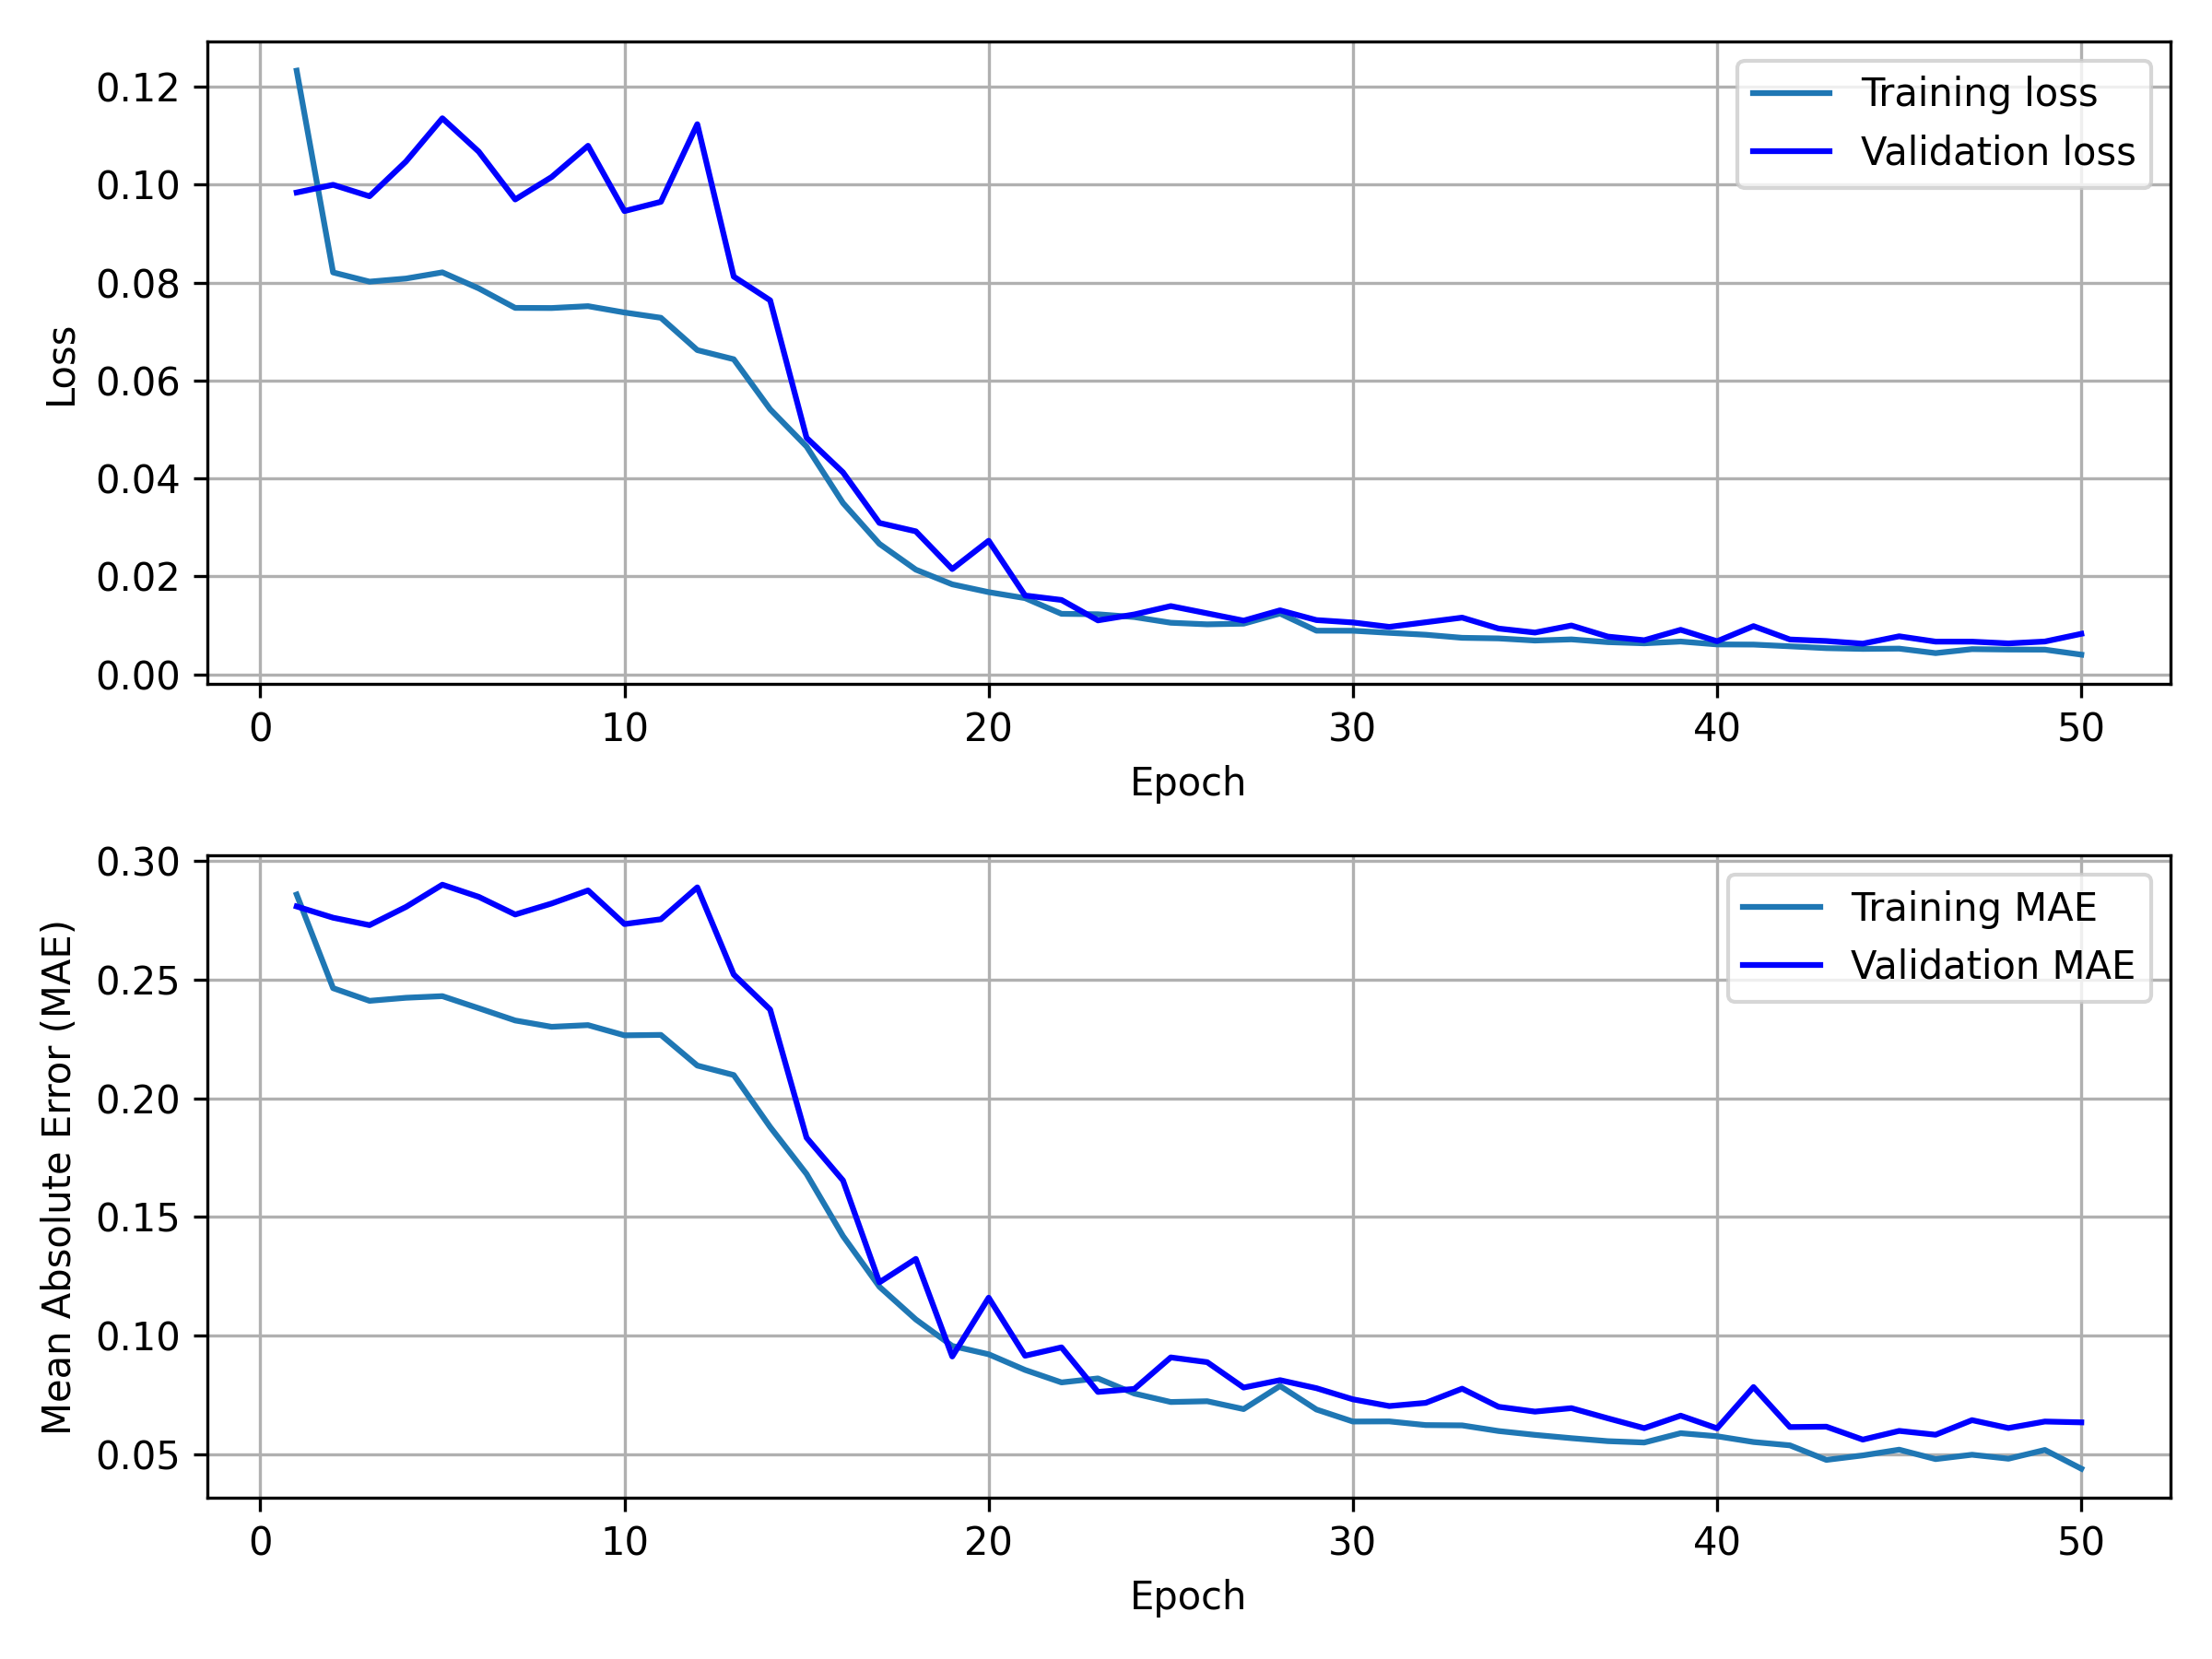 0.12
0.10
0.08
0.06
0.04
0.02
0.00
Loss
Training loss
Validation loss
0 10 20 30 40 50
Epoch
0.30
0.25
0.20
0.15
0.10
0.05
Mean Absolute Error (MAE)
Training MAE
Validation MAE
0 10 20 30 40 50
Epoch